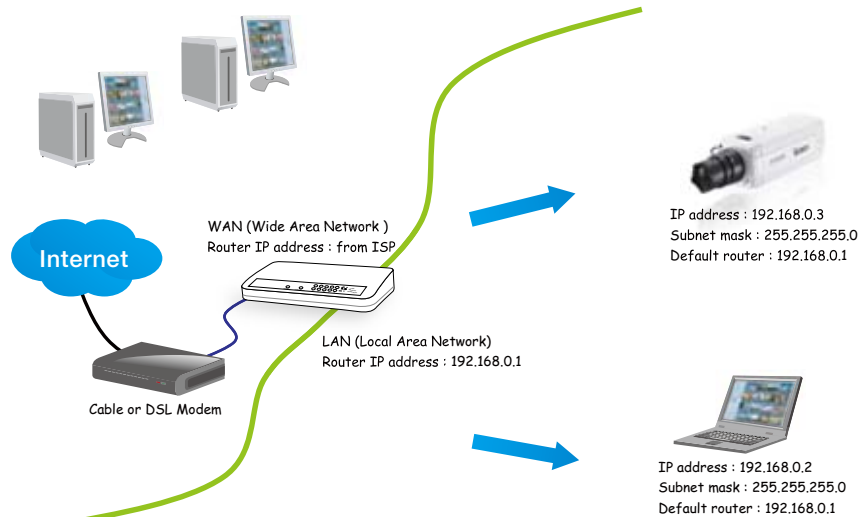 WAN (Wide Area Network )
Router IP address : from ISP
Internet
LAN (Local Area Network)
Router IP address : 192.168.0.1
Cable or DSL Modem
IP address : 192.168.0.3
Subnet mask : 255.255.255.0
Default router : 192.168.0.1
IP address : 192.168.0.2
Subnet mask : 255.255.255.0
Default router : 192.168.0.1